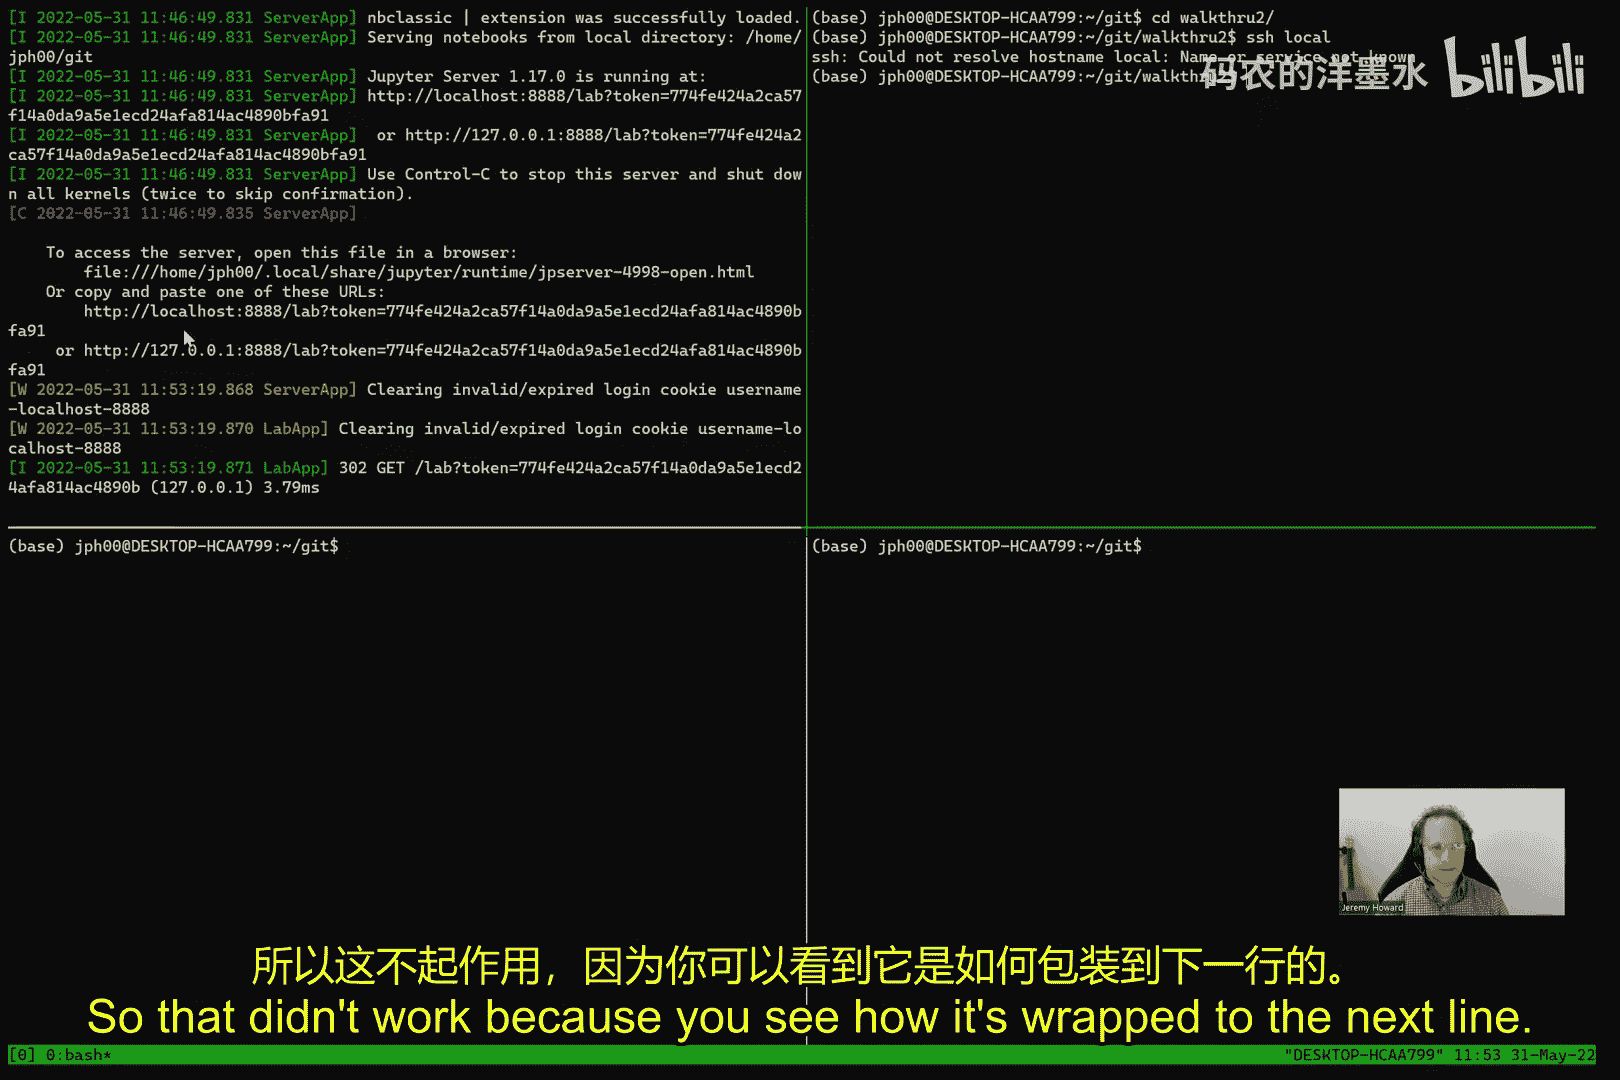 [I 2022-05-31 11:46:49.831 ServerApp] nbclassic | extension was successfully loaded.
[I 2022-05-31 11:46:49.831 ServerApp] Serving notebooks from local directory: /home/
jph00/git
[I 2022-05-31 11:46:49.831 ServerApp] Jupyter Server 1.17.0 is running at:
[I 2022-05-31 11:46:49.831 ServerApp] http://localhost:8888/lab?token=774fe424a2ca57
f14a0da9a5e1ecd24afa814ac4890bfa91
[I 2022-05-31 11:46:49.831 ServerApp]  or http://127.0.0.1:8888/lab?token=774fe424a2
ca57f14a0da9a5e1ecd24afa814ac4890bfa91
[I 2022-05-31 11:46:49.831 ServerApp] Use Control-C to stop this server and shut dow
n all kernels (twice to skip confirmation).
[C 2022-05-31 11:46:49.835 ServerApp]
To access the server, open this file in a browser:
file:///home/jph00/.local/share/jupyter/runtime/jpserver-4998-open.html
Or copy and paste one of these URLs:
http://localhost:8888/lab?token=774fe424a2ca57f14a0da9a5e1ecd24afa814ac4890b
fa91
or http://127.0.0.1:8888/lab?token=774fe424a2ca57f14a0da9a5e1ecd24afa814ac4890b
fa91
[W 2022-05-31 11:53:19.868 ServerApp] Clearing invalid/expired login cookie username
-localhost-8888
[W 2022-05-31 11:53:19.870 LabApp] Clearing invalid/expired login cookie username-lo
calhost-8888
[I 2022-05-31 11:53:19.871 LabApp] 302 GET /lab?token=774fe424a2ca57f14a0da9a5e1ecd2
4afa814ac4890b (127.0.0.1) 3.79ms
(base) jph00@DESKTOP-HCAA799:~/git$ cd walkthru2/
(base) jph00@DESKTOP-HCAA799:~/git/walkthru2$ ssh local
ssh: Could not resolve hostname local: Name or service not known
(base) jph00@DESKTOP-HCAA799:~/git/walkthru2$
码农的洋墨水 bilibili
(base) jph00@DESKTOP-HCAA799:~/git$
(base) jph00@DESKTOP-HCAA799:~/git$
Jeremy Howard
所以这不起作用，因为你可以看到它是如何包装到下一行的。
So that didn't work because you see how it's wrapped to the next line.
[0] 0:bash* "DESKTOP-HCAA799" 11:53 31-May-22